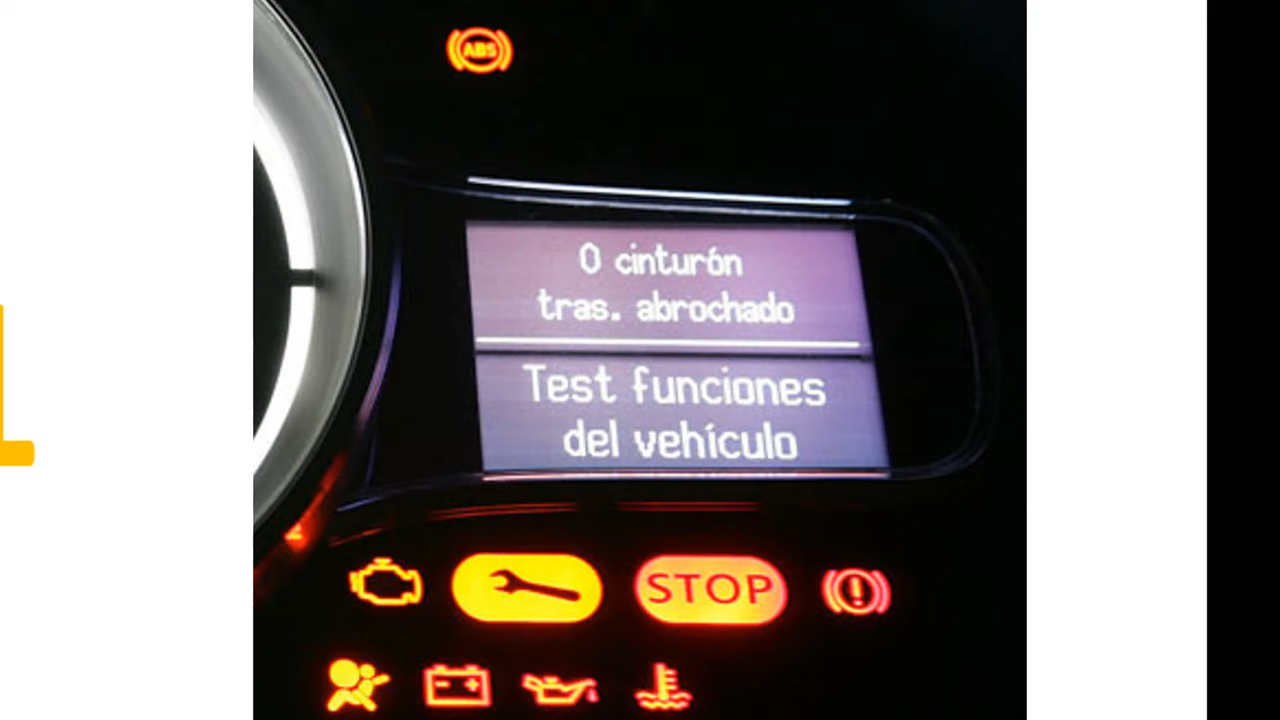 ABS
0 cinturón
tras. abrochado
Test funciones
del vehículo
STOP